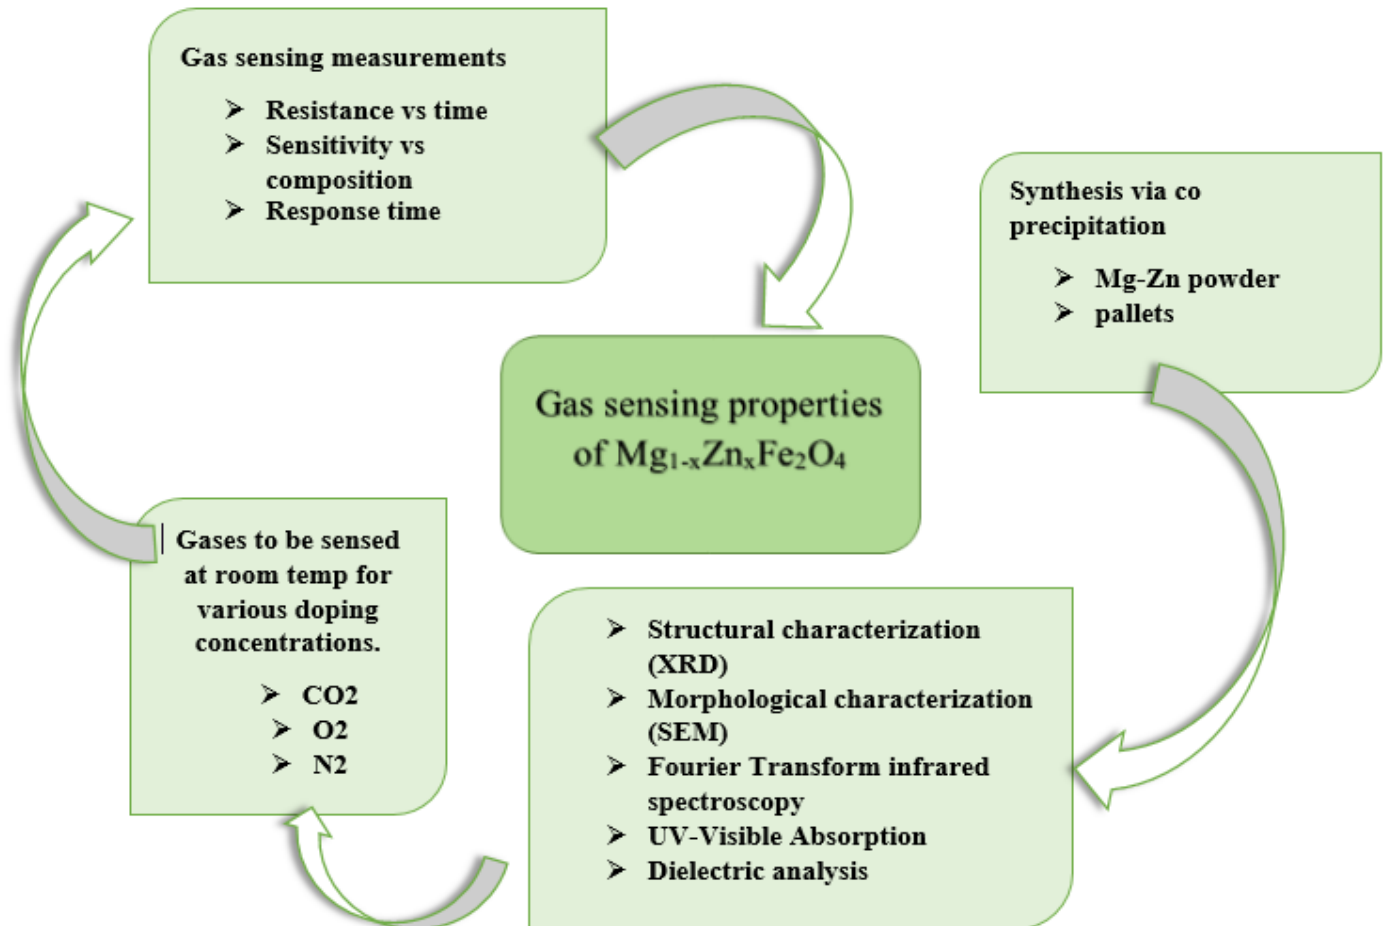 Gas sensing measurements
➢ Resistance vs time
➢ Sensitivity vs
composition
➢ Response time
Synthesis via co
precipitation
➢ Mg-Zn powder
➢ pallets
Gas sensing properties
of Mg₁₋ₓZnₓFe₂O₄
Gases to be sensed
at room temp for
various doping
concentrations.
➢ CO2
➢ O2
➢ N2
➢ Structural characterization
(XRD)
➢ Morphological characterization
(SEM)
➢ Fourier Transform infrared
spectroscopy
➢ UV-Visible Absorption
➢ Dielectric analysis